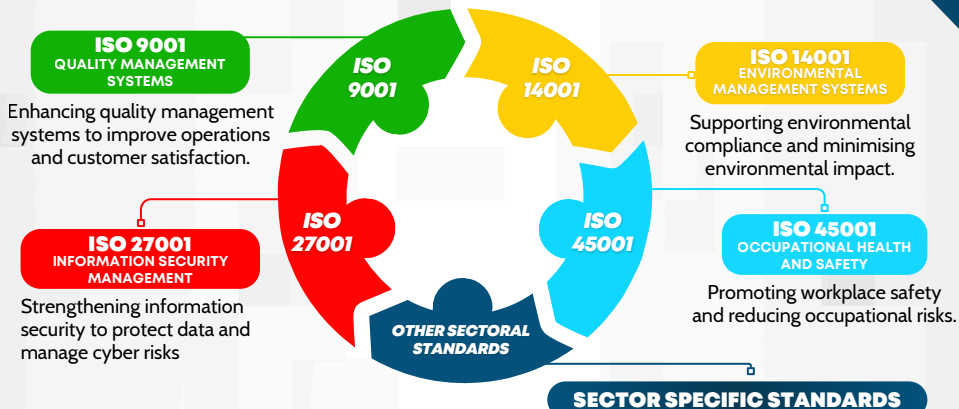 ISO 9001
QUALITY MANAGEMENT
SYSTEMS
Enhancing quality management
systems to improve operations
and customer satisfaction.
ISO 27001
INFORMATION SECURITY
MANAGEMENT
Strengthening information
security to protect data and
manage cyber risks
ISO
9001
ISO
14001
ISO
27001
ISO
45001
OTHER SECTORAL
STANDARDS
ISO 14001
ENVIRONMENTAL
MANAGEMENT SYSTEMS
Supporting environmental
compliance and minimising
environmental impact.
ISO 45001
OCCUPATIONAL HEALTH
AND SAFETY
Promoting workplace safety
and reducing occupational risks.
SECTOR SPECIFIC STANDARDS